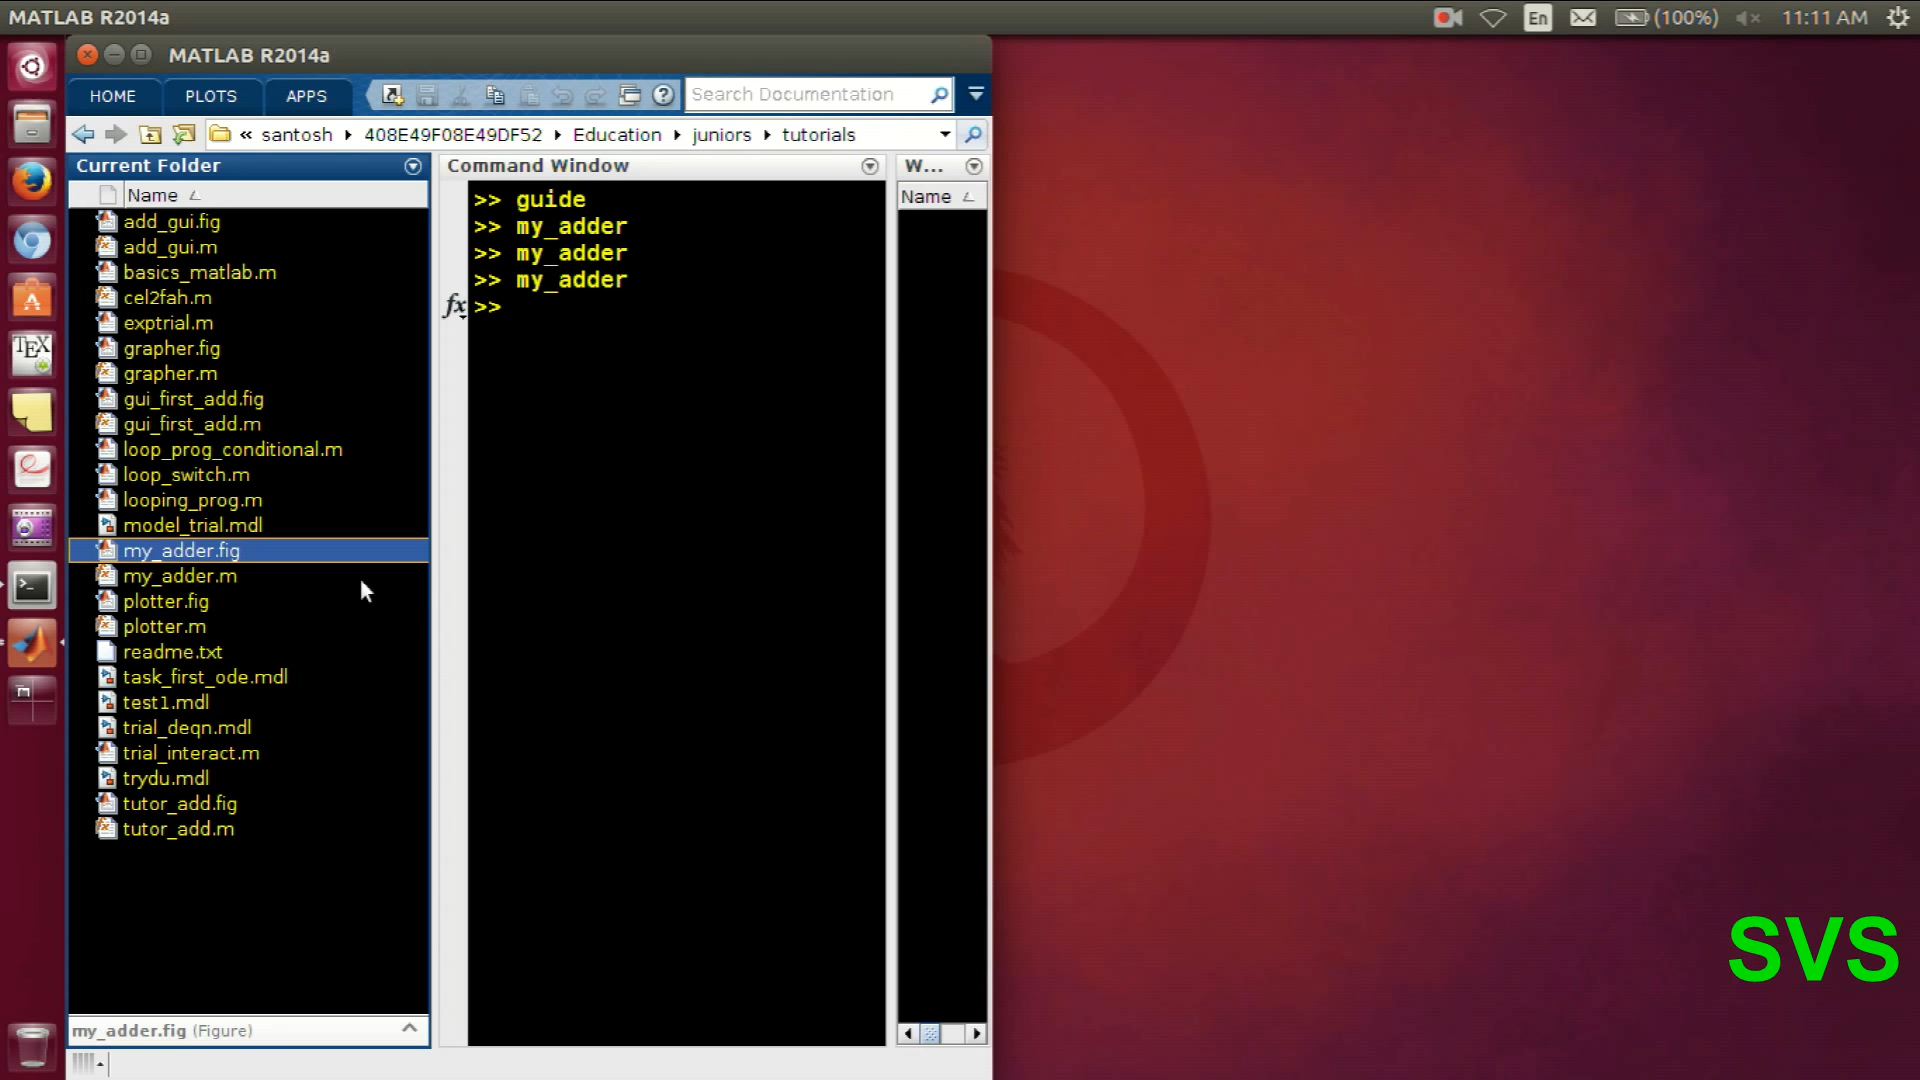 MATLAB R2014a
En
(100%)
11:11 AM
MATLAB R2014a
HOME
PLOTS
APPS
Search Documentation
« santosh
408E49F08E49DF52
Education
juniors
tutorials
Current Folder
Name
add_gui.fig
add_gui.m
basics_matlab.m
cel2fah.m
exptrial.m
grapher.fig
grapher.m
gui_first_add.fig
gui_first_add.m
loop_prog_conditional.m
loop_switch.m
looping_prog.m
model_trial.mdl
my_adder.fig
my_adder.m
plotter.fig
plotter.m
readme.txt
task_first_ode.mdl
test1.mdl
trial_deqn.mdl
trial_interact.m
trydu.mdl
tutor_add.fig
tutor_add.m
my_adder.fig (Figure)
Command Window
>> guide
>> my_adder
>> my_adder
>> my_adder
fx >>
W...
Name
TEX
SVS